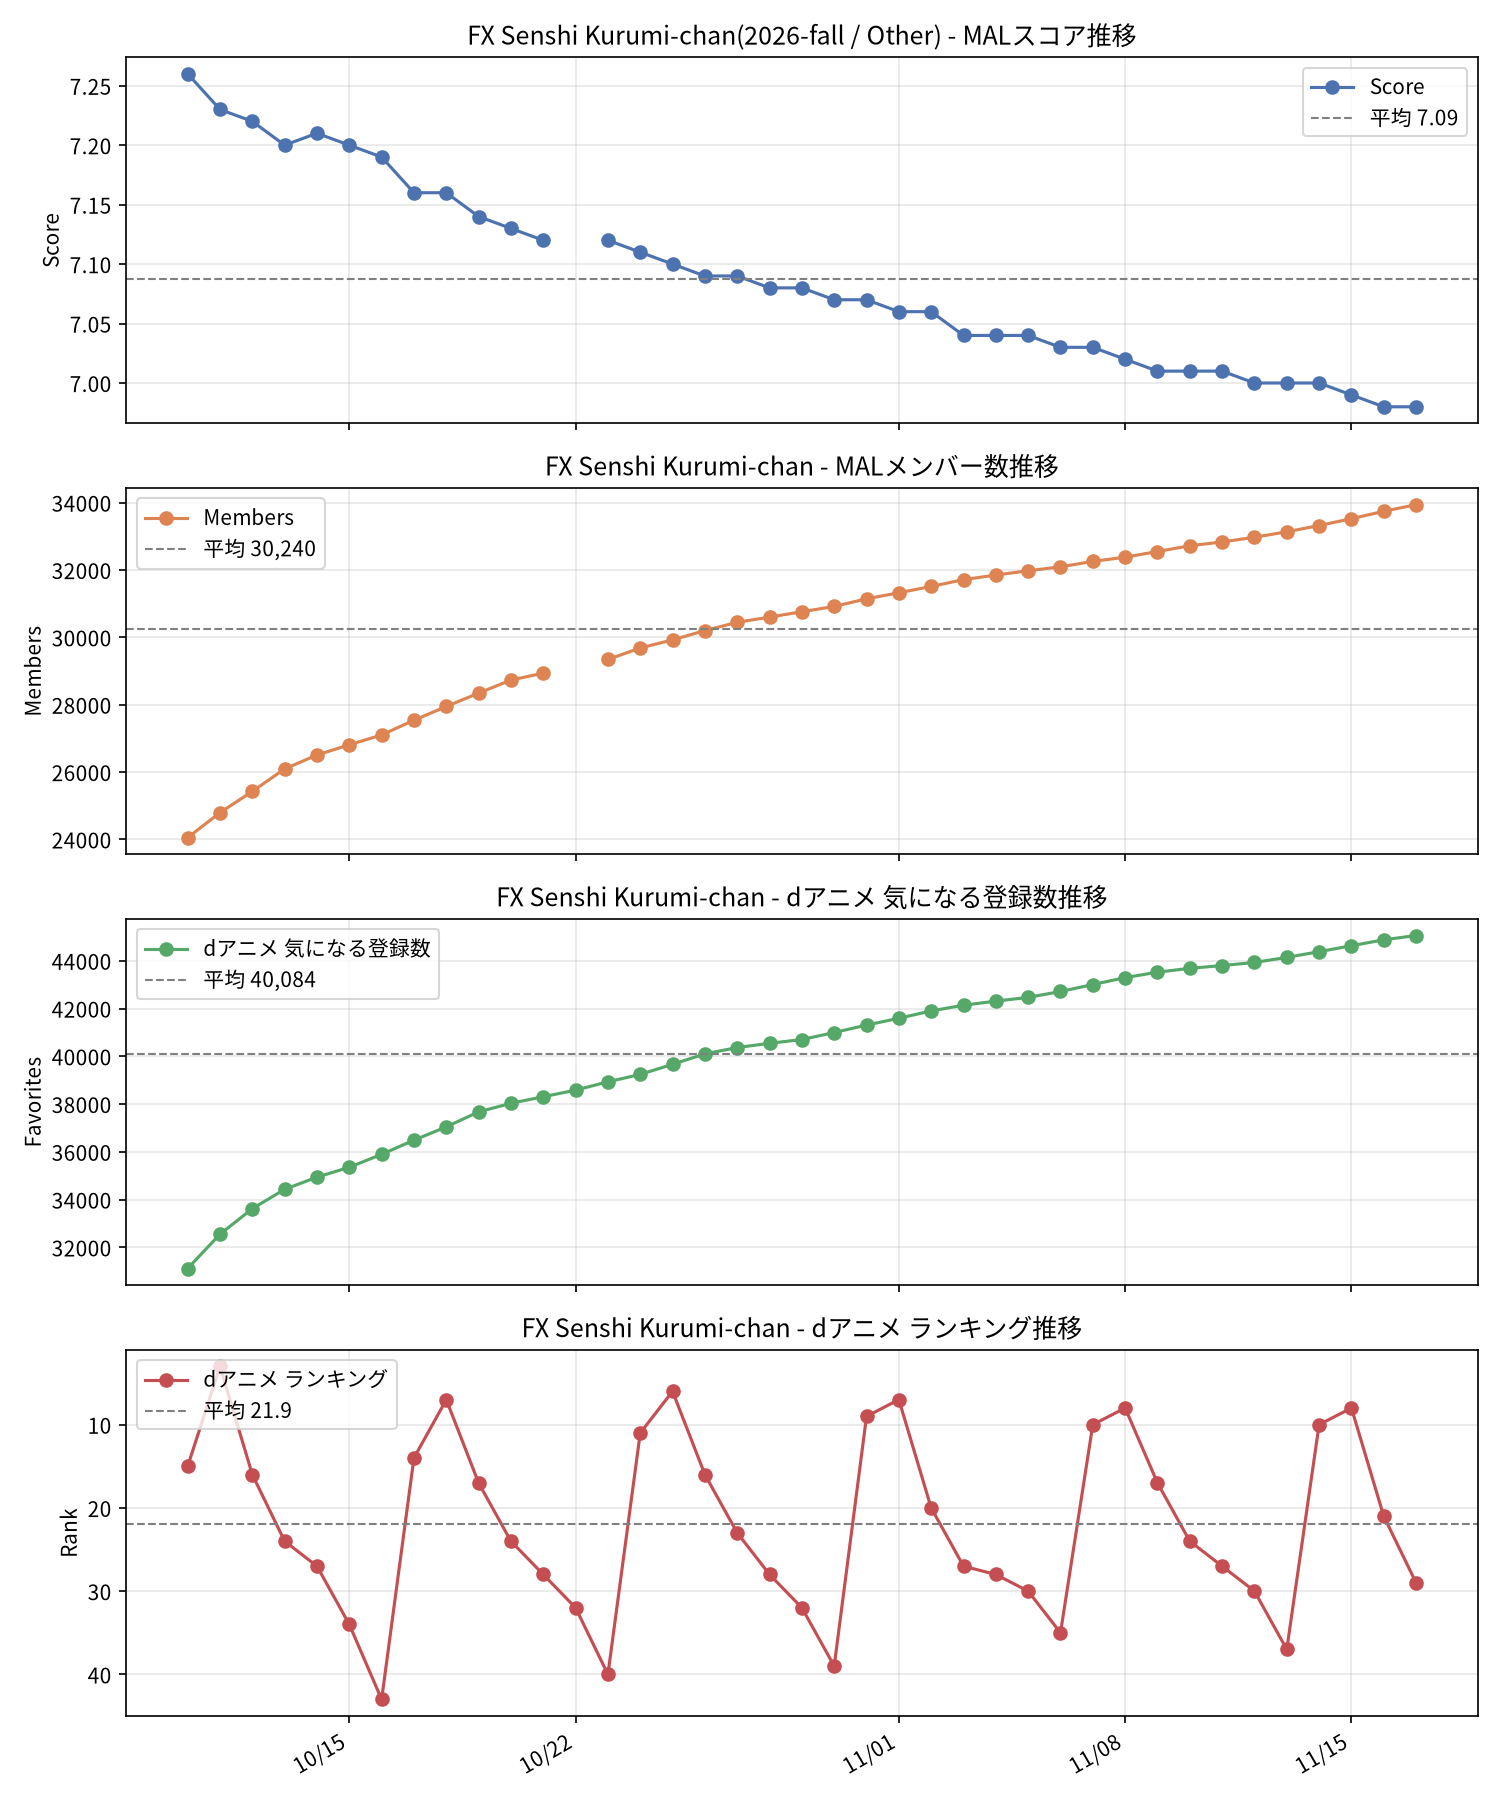 FX Senshi Kurumi-chan(2026-fall / Other) - MALスコア推移
Score
7.25
7.20
7.15
7.10
7.05
7.00
Score
平均 7.09
FX Senshi Kurumi-chan - MALメンバー数推移
Members
34000
32000
30000
28000
26000
24000
Members
平均 30,240
FX Senshi Kurumi-chan - dアニメ 気になる登録数推移
Favorites
44000
42000
40000
38000
36000
34000
32000
dアニメ 気になる登録数
平均 40,084
FX Senshi Kurumi-chan - dアニメ ランキング推移
Rank
10
20
30
40
dアニメ ランキング
平均 21.9
10/15
10/22
11/01
11/08
11/15